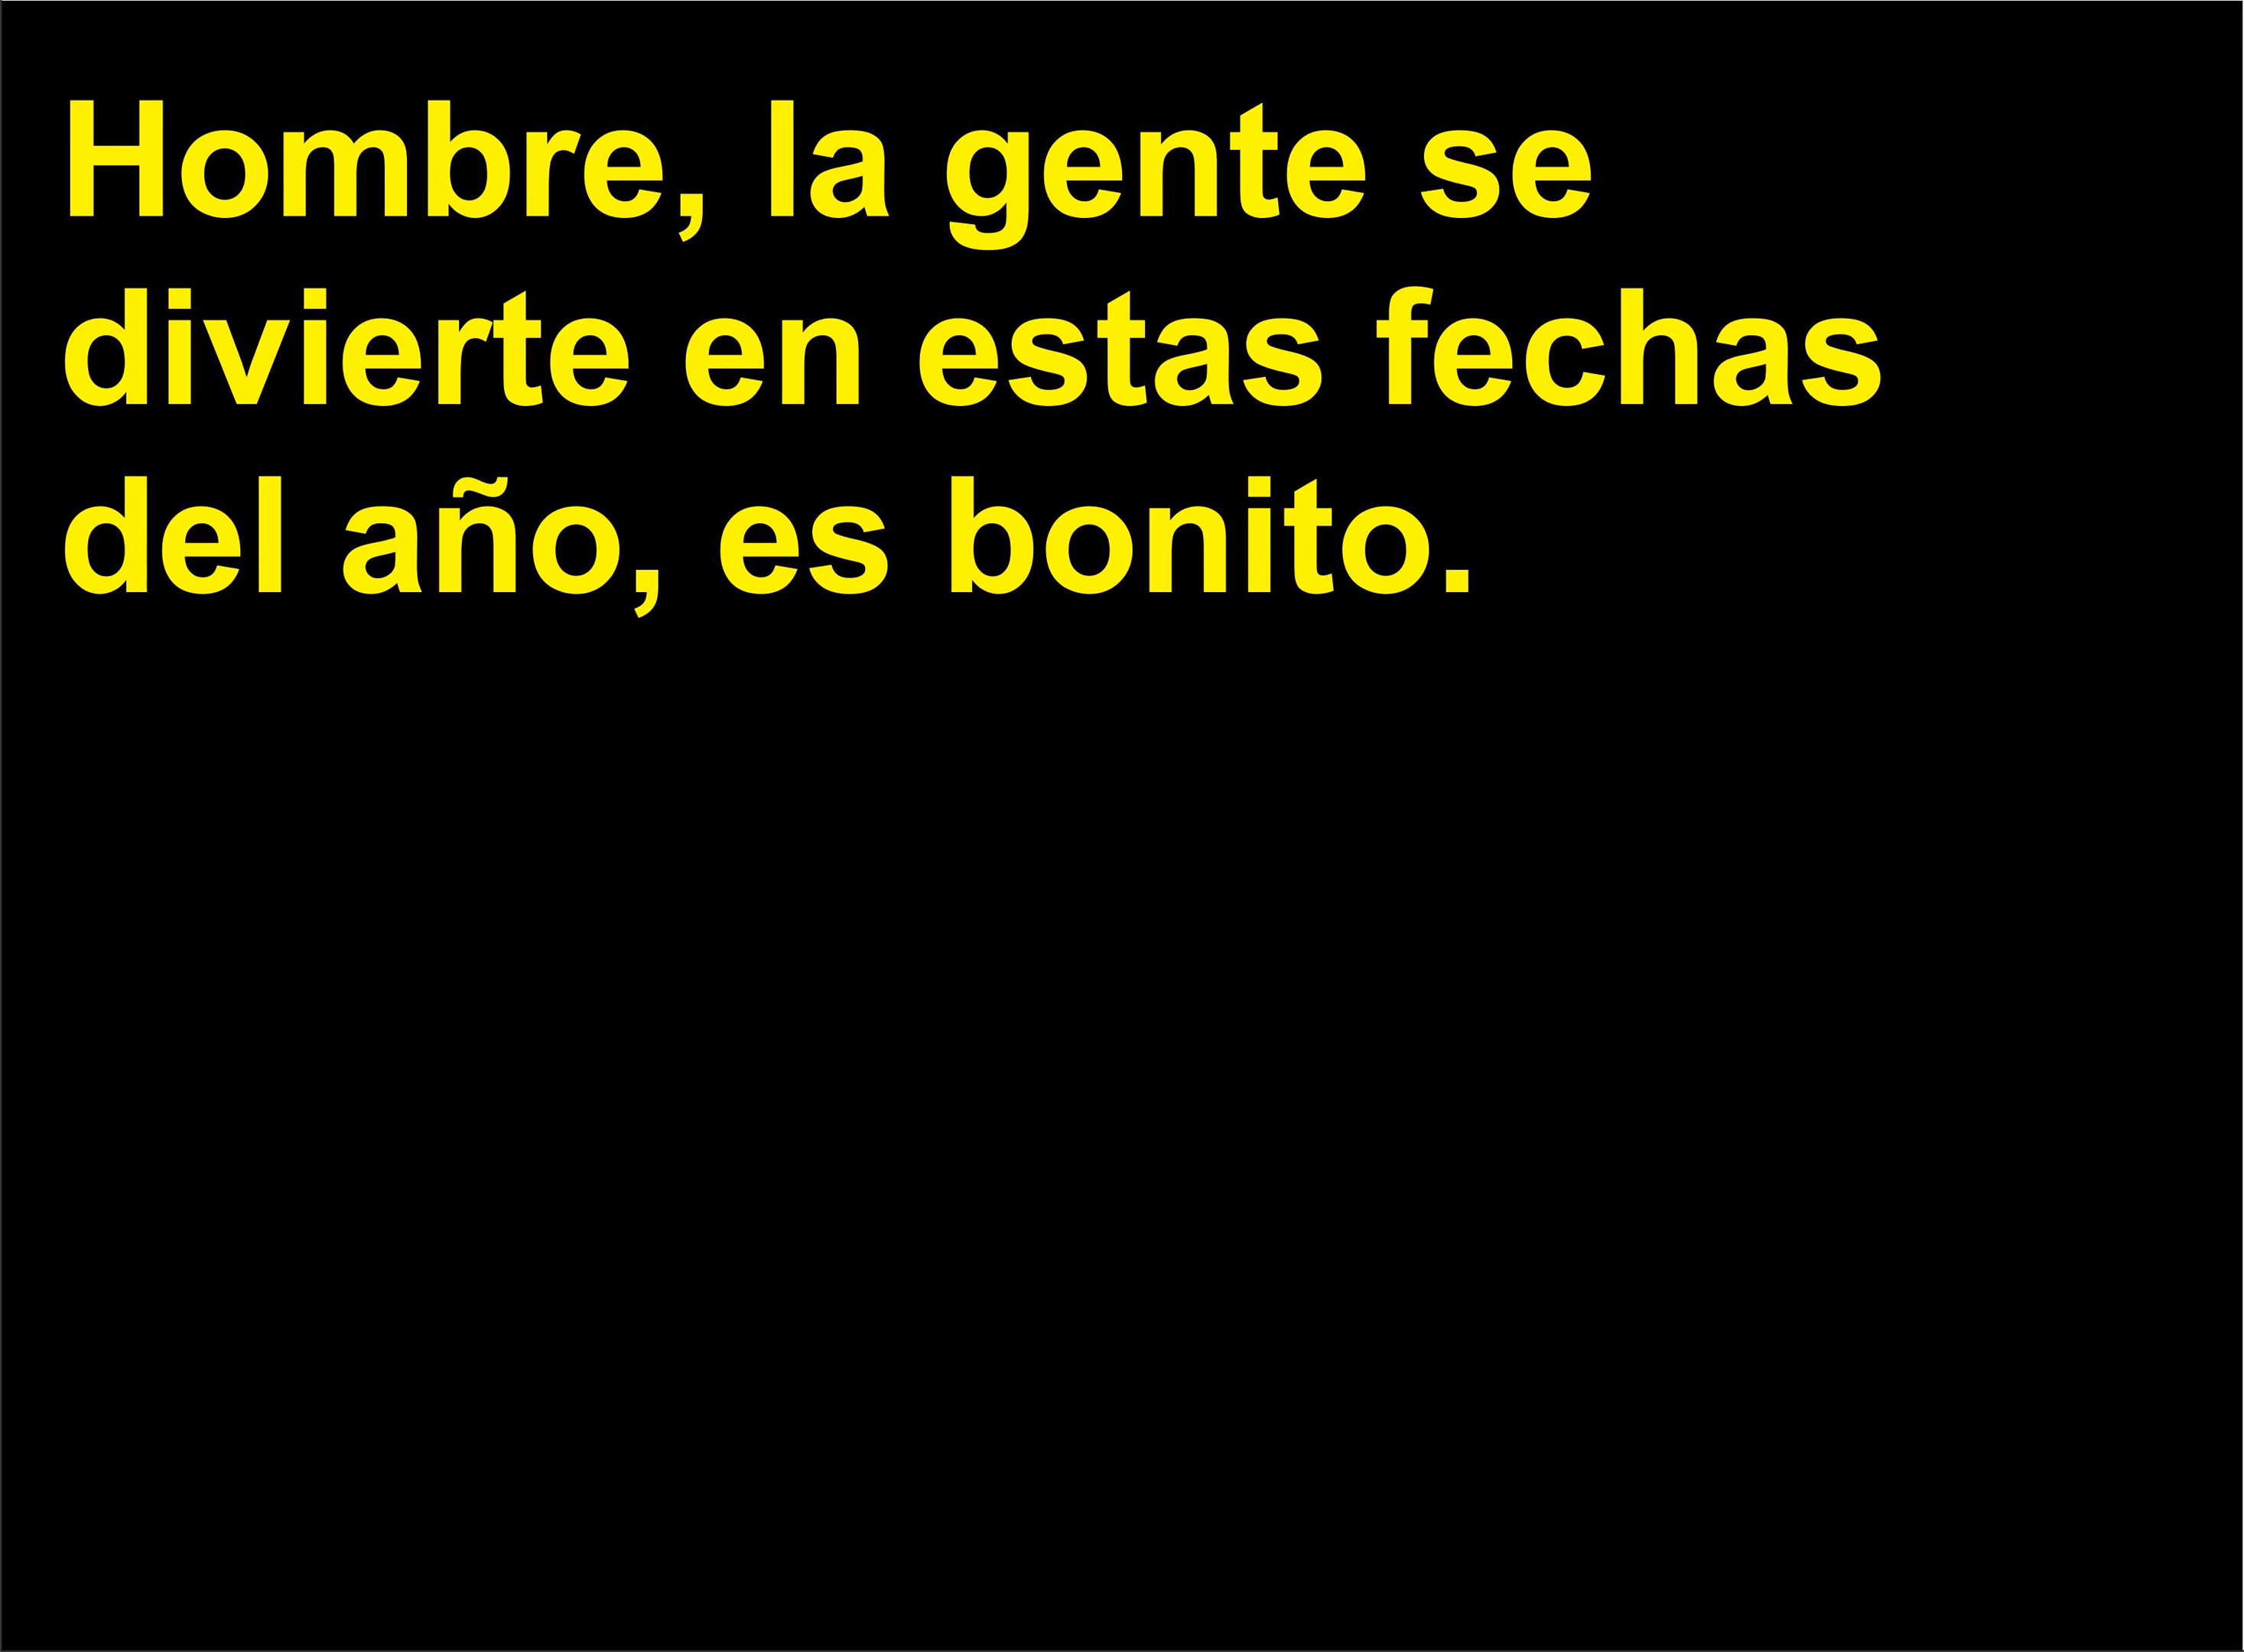 Hombre, la gente se
divierte en estas fechas
del año, es bonito.